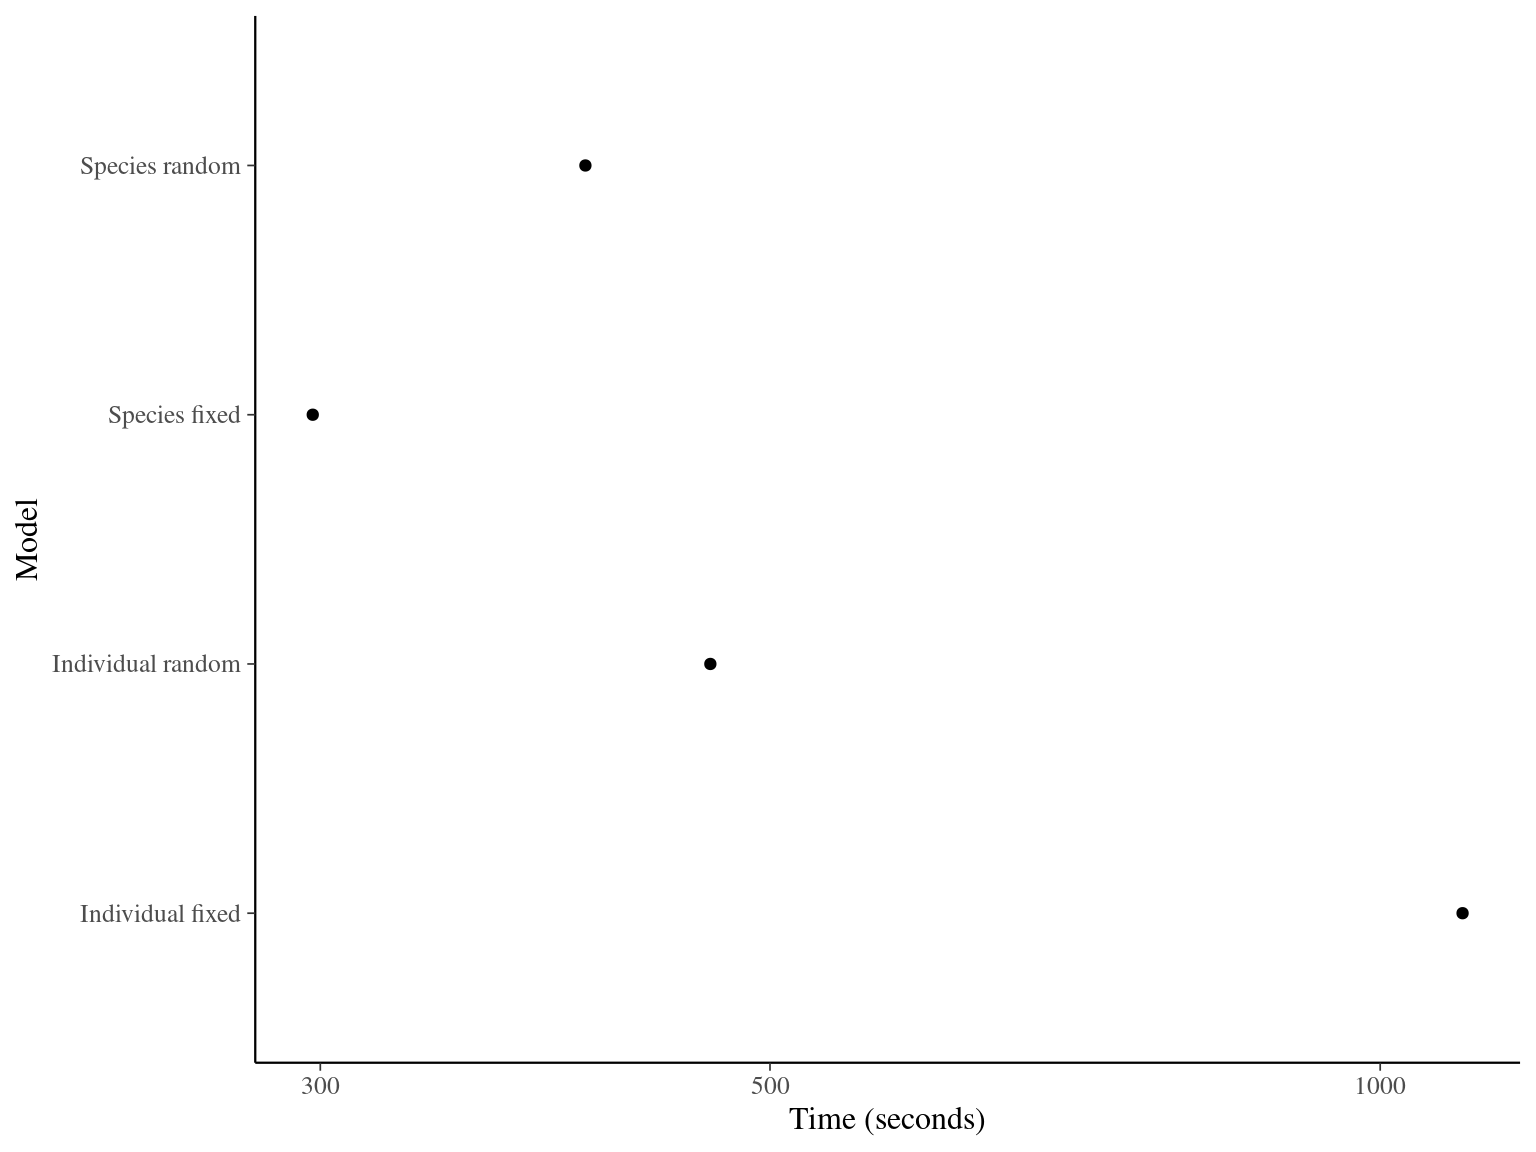 Species random
Species fixed
Model
Individual random
Individual fixed
300 500 1000
Time (seconds)